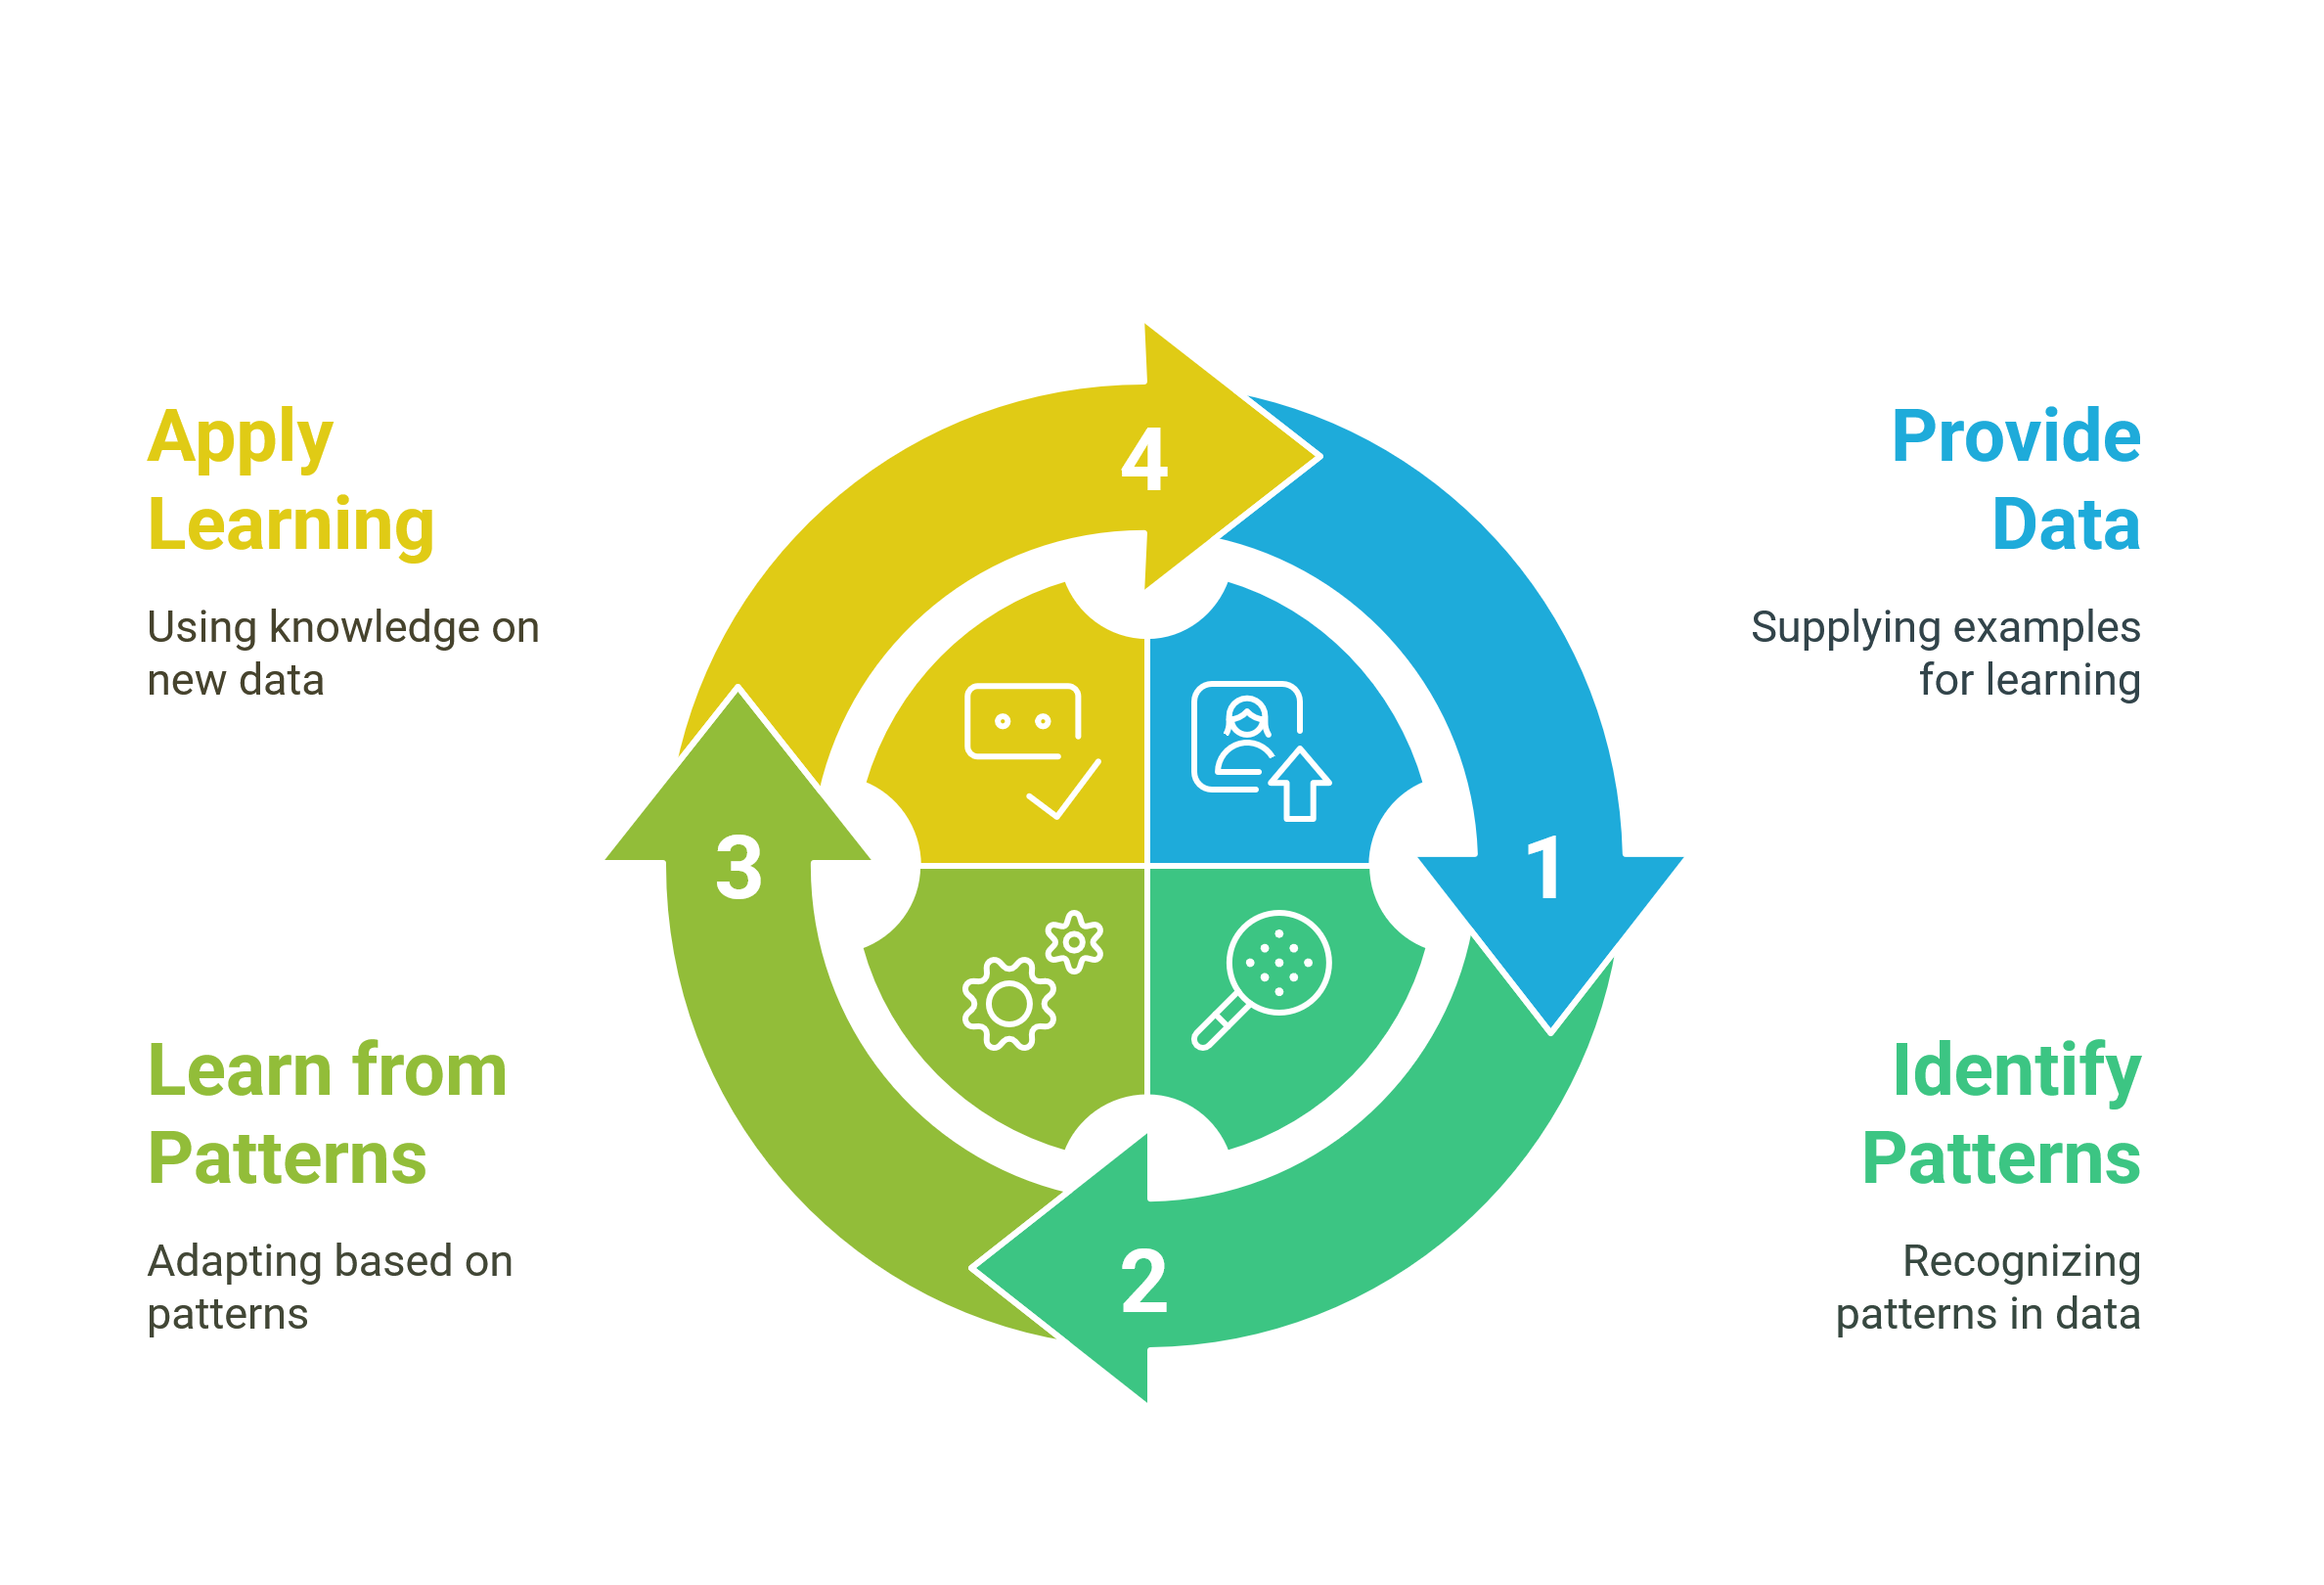 Apply
Learning
Using knowledge on
new data
Provide
Data
Supplying examples
for learning
4
3
1
2
Learn from
Patterns
Adapting based on
patterns
Identify
Patterns
Recognizing
patterns in data